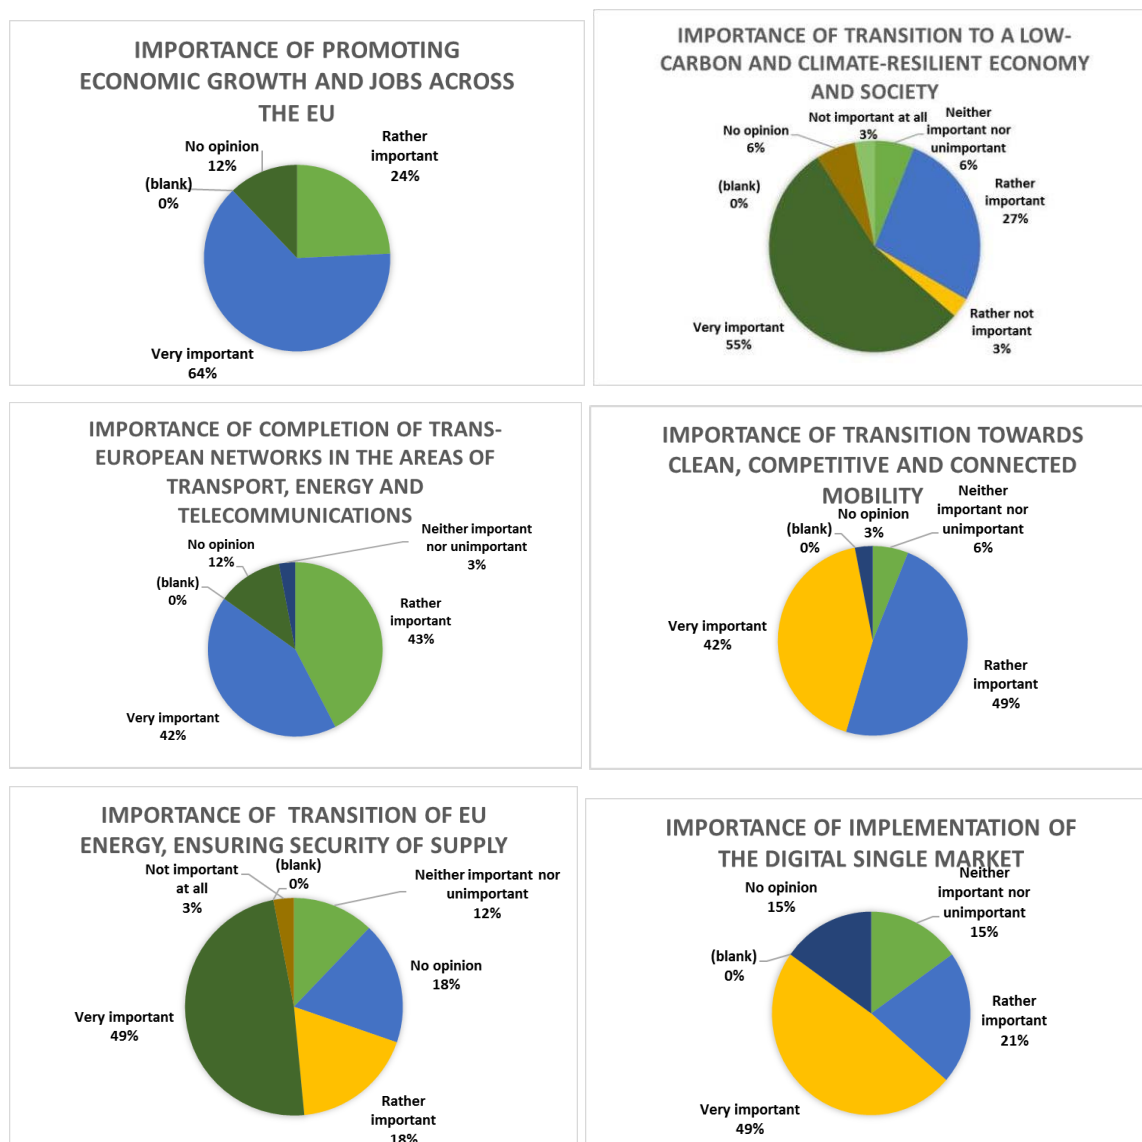 IMPORTANCE OF PROMOTING
ECONOMIC GROWTH AND JOBS ACROSS
THE EU
Rather
important
24%
No opinion
12%
(blank)
0%
Very important
64%
IMPORTANCE OF TRANSITION TO A LOW-
CARBON AND CLIMATE-RESILIENT ECONOMY
AND SOCIETY
Not important at all
3%
Neither
important nor
unimportant
6%
No opinion
6%
(blank)
0%
Rather
important
27%
Rather not
important
3%
Very important
55%
IMPORTANCE OF COMPLETION OF TRANS-
EUROPEAN NETWORKS IN THE AREAS OF
TRANSPORT, ENERGY AND
TELECOMMUNICATIONS
Neither important
nor unimportant
3%
No opinion
12%
(blank)
0%
Rather
important
43%
Very important
42%
IMPORTANCE OF TRANSITION TOWARDS
CLEAN, COMPETITIVE AND CONNECTED
MOBILITY
Neither
important nor
unimportant
6%
No opinion
3%
(blank)
0%
Very important
42%
Rather
important
49%
IMPORTANCE OF  TRANSITION OF EU
ENERGY, ENSURING SECURITY OF SUPPLY
Not important
at all
3%
(blank)
0%
Neither important nor
unimportant
12%
No opinion
18%
Very important
49%
Rather
important
18%
IMPORTANCE OF IMPLEMENTATION OF
THE DIGITAL SINGLE MARKET
Neither
important nor
unimportant
15%
No opinion
15%
(blank)
0%
Rather
important
21%
Very important
49%